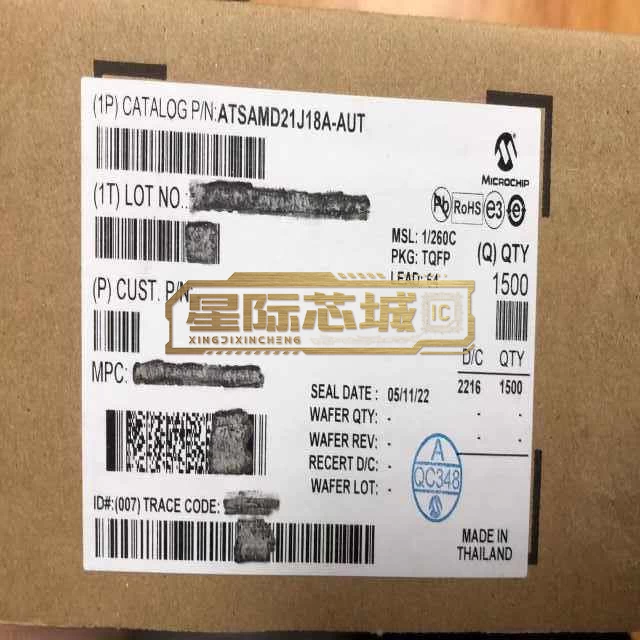 (1P) CATALOG P/N:ATSAMD21J18A-AUT
MICROCHIP
(1T) LOT NO.:
Pb RoHS e3 e
MSL: 1/260C
PKG: TQFP
(Q) QTY
LEAD: 64
1500
(P) CUST. P/N
星际芯城 IC
XINGJIXINCHENG
D/C QTY
MPC:
SEAL DATE : 05/11/22
2216 1500
WAFER QTY: - - -
WAFER REV: - - -
RECERT D/C: -
WAFER LOT: -
A
QC348
ID#:(007) TRACE CODE:
MADE IN
THAILAND